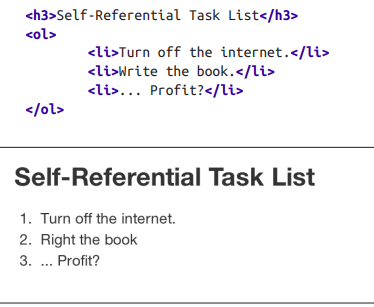 <h3>Self-Referential Task List</h3>
<ol>
<li>Turn off the internet.</li>
<li>Write the book.</li>
<li>... Profit?</li>
</ol>
Self-Referential Task List
1. Turn off the internet.
2. Right the book
3. ... Profit?